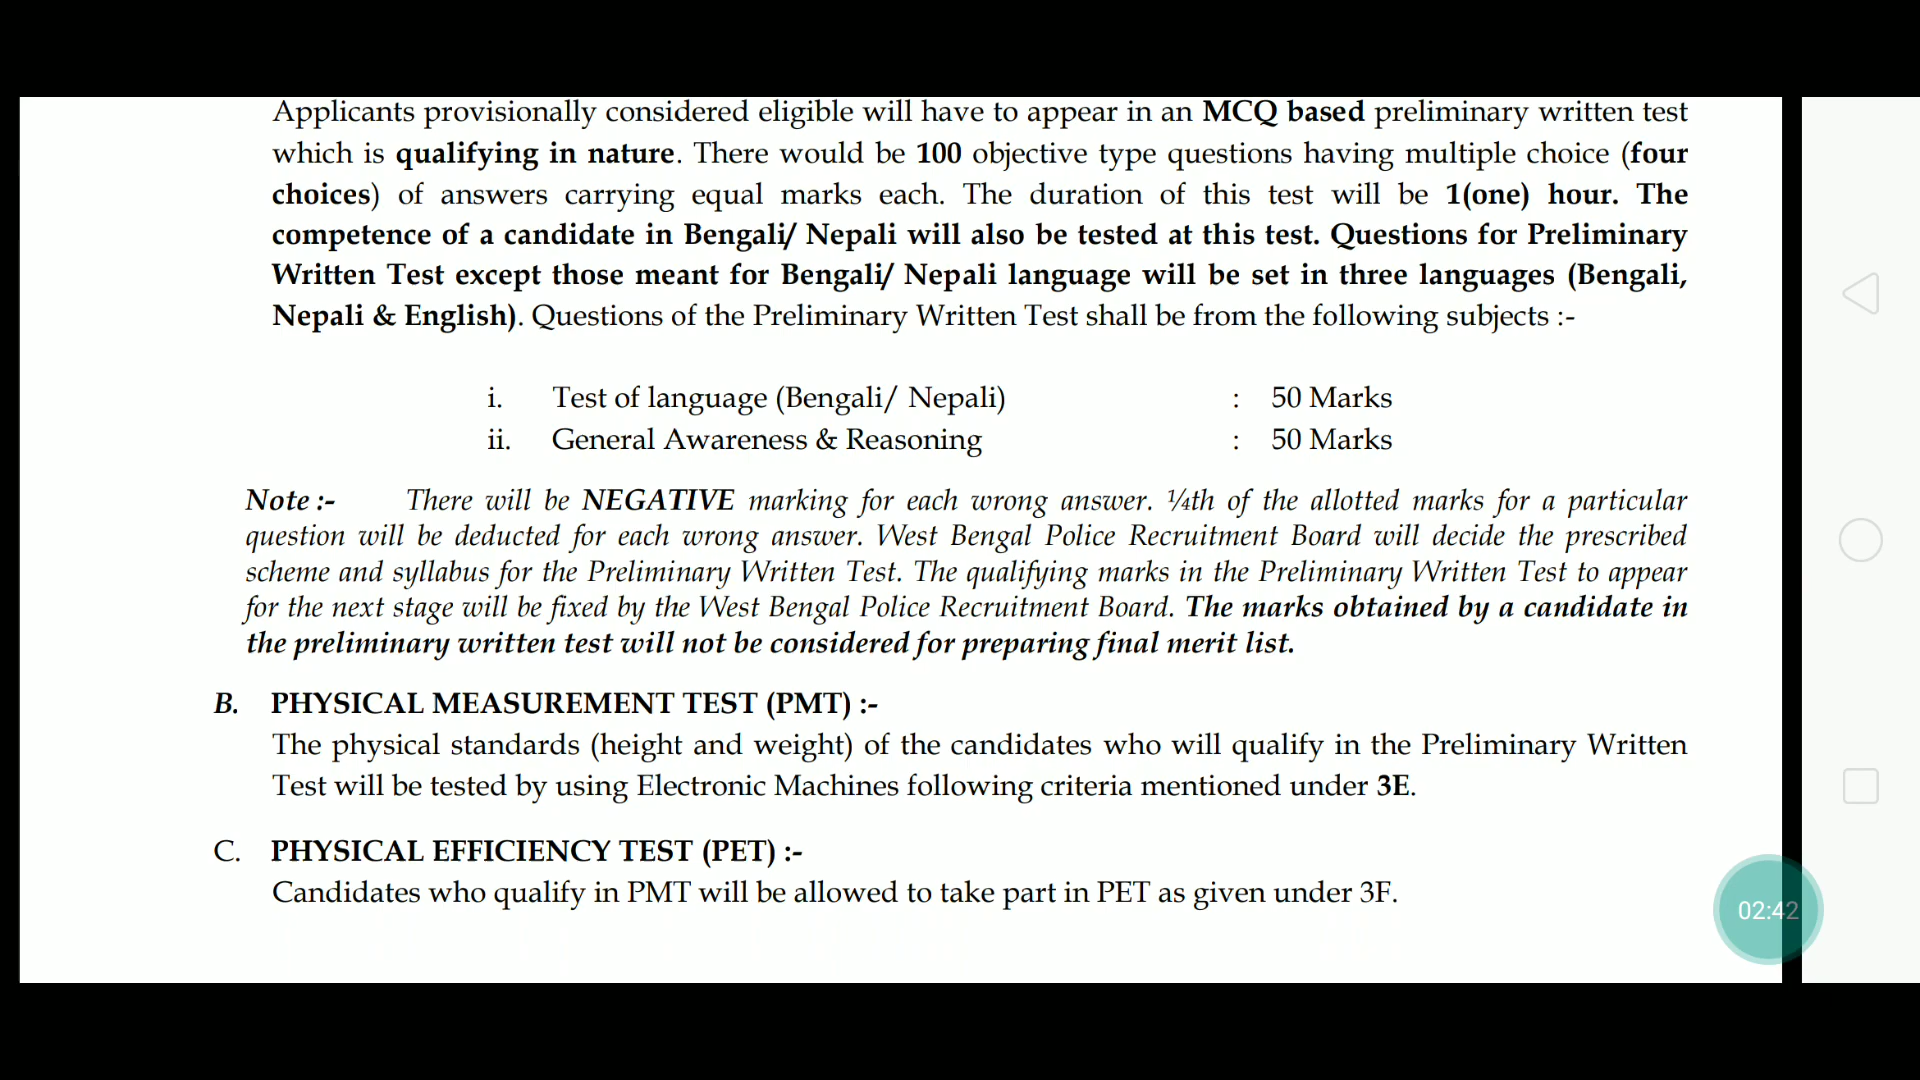 Applicants provisionally considered eligible will have to appear in an MCQ based preliminary written test
which is qualifying in nature. There would be 100 objective type questions having multiple choice (four
choices) of answers carrying equal marks each. The duration of this test will be 1(one) hour. The
competence of a candidate in Bengali/ Nepali will also be tested at this test. Questions for Preliminary
Written Test except those meant for Bengali/ Nepali language will be set in three languages (Bengali,
Nepali & English). Questions of the Preliminary Written Test shall be from the following subjects :-
i. Test of language (Bengali/ Nepali) : 50 Marks
ii. General Awareness & Reasoning : 50 Marks
Note :- There will be NEGATIVE marking for each wrong answer. ¼th of the allotted marks for a particular
question will be deducted for each wrong answer. West Bengal Police Recruitment Board will decide the prescribed
scheme and syllabus for the Preliminary Written Test. The qualifying marks in the Preliminary Written Test to appear
for the next stage will be fixed by the West Bengal Police Recruitment Board. The marks obtained by a candidate in
the preliminary written test will not be considered for preparing final merit list.
B. PHYSICAL MEASUREMENT TEST (PMT) :-
The physical standards (height and weight) of the candidates who will qualify in the Preliminary Written
Test will be tested by using Electronic Machines following criteria mentioned under 3E.
C. PHYSICAL EFFICIENCY TEST (PET) :-
Candidates who qualify in PMT will be allowed to take part in PET as given under 3F.
02:42